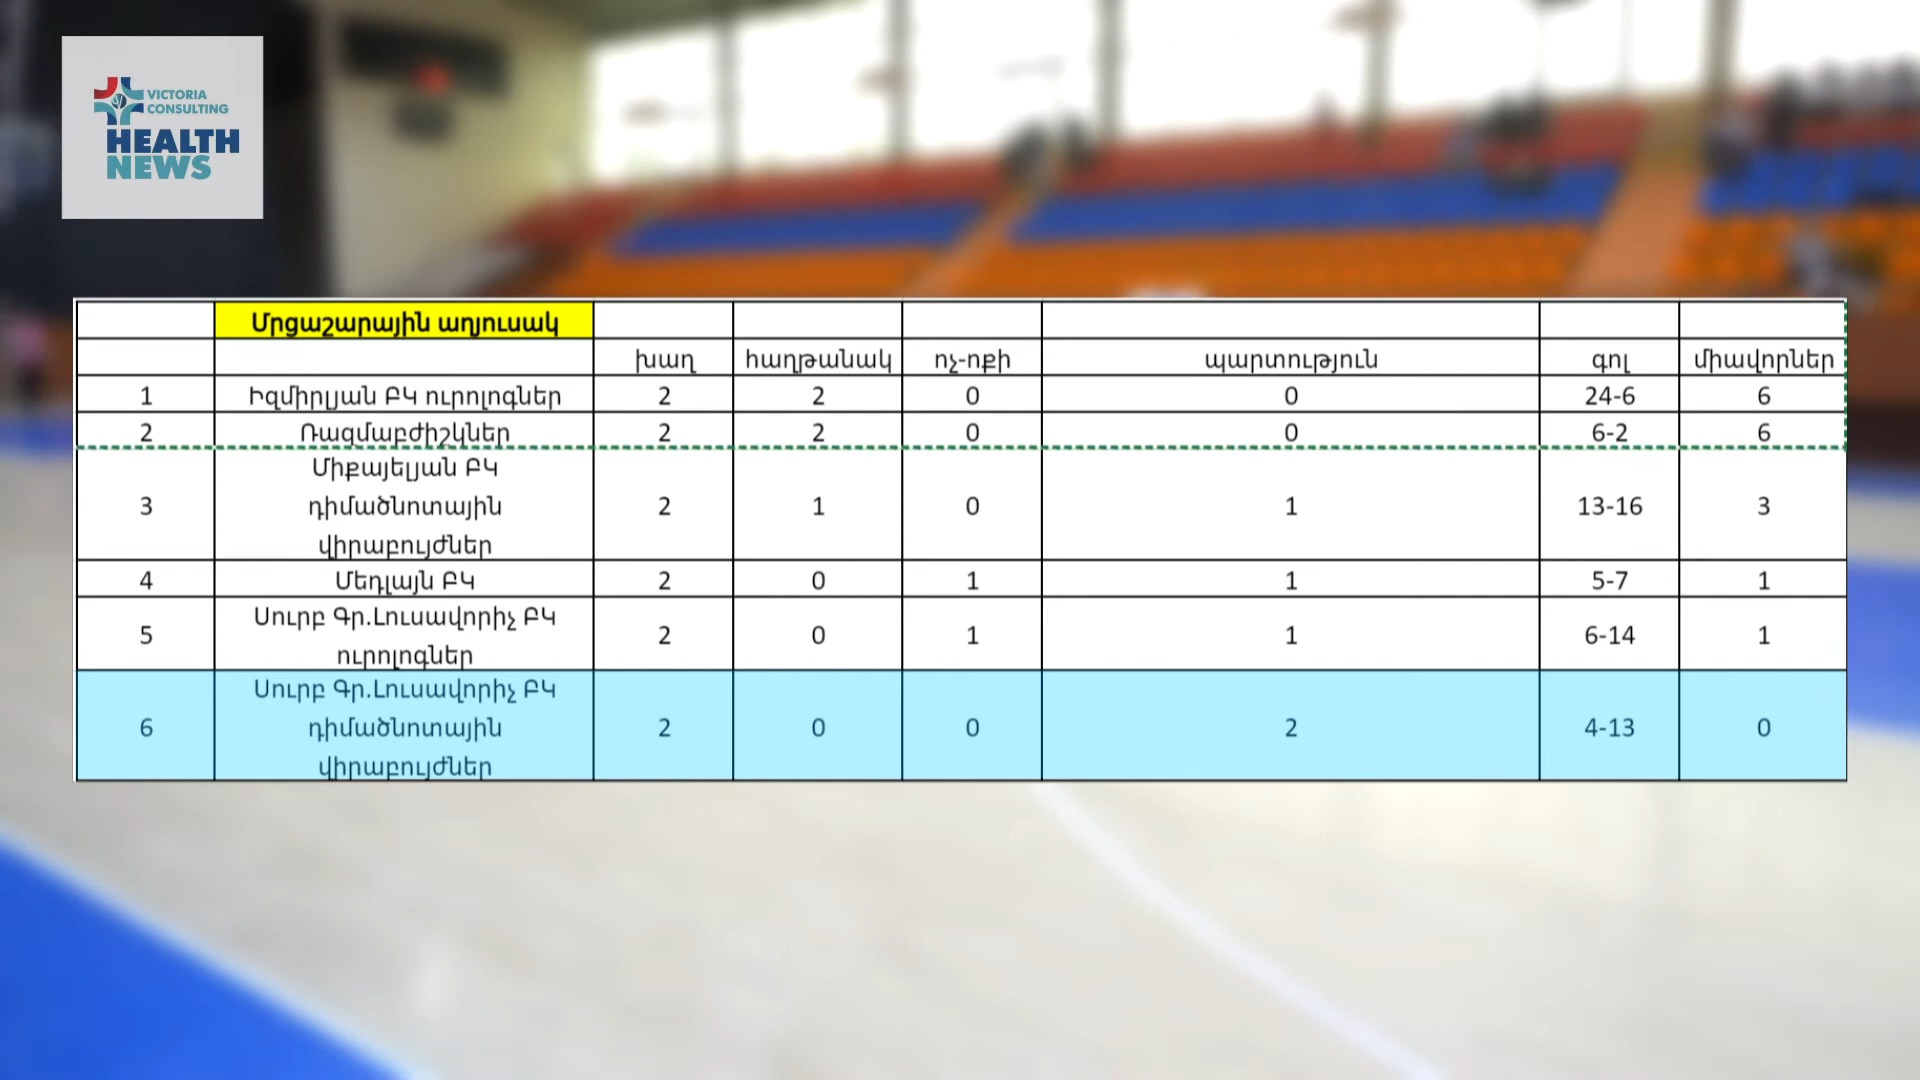 VICTORIA
CONSULTING
HEALTH
NEWS
Մրցաշարային աղյուսակ
խաղ հաղթանակ ոչ-ոքի պարտություն գոլ միավորներ
1 Իզմիրլյան ԲԿ ուրոլոգներ 2 2 0 0 24-6 6
2 Ռազմաբժիշկներ 2 2 0 0 6-2 6
Միքայելյան ԲԿ
3 դիմածնոտային 2 1 0 1 13-16 3
վիրաբույժներ
4 Մեդլայն ԲԿ 2 0 1 1 5-7 1
Սուրբ Գր.Լուսավորիչ ԲԿ
5 2 0 1 1 6-14 1
ուրոլոգներ
Սուրբ Գր.Լուսավորիչ ԲԿ
6 դիմածնոտային 2 0 0 2 4-13 0
վիրաբույժներ